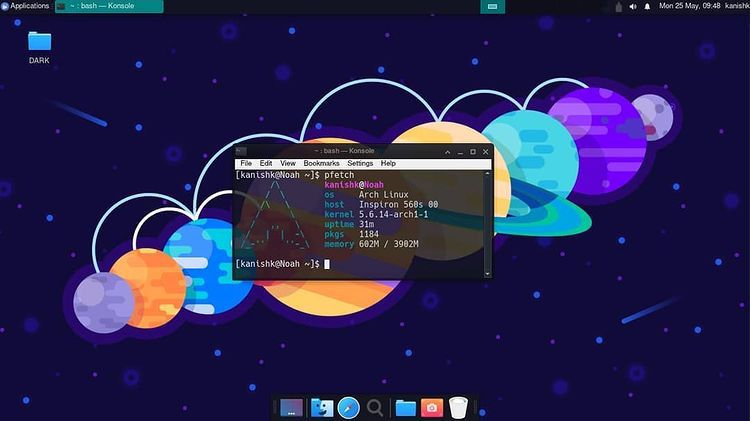 Applications
~ : bash — Konsole
Mon 25 May, 09:48 kanishk
DARK
~ : bash — Konsole
File Edit View Bookmarks Settings Help
[kanishk@Noah ~]$ pfetch
kanishk@Noah
os Arch Linux
host Inspiron 560s 00
kernel 5.6.14-arch1-1
uptime 31m
pkgs 1184
memory 602M / 3902M
[kanishk@Noah ~]$